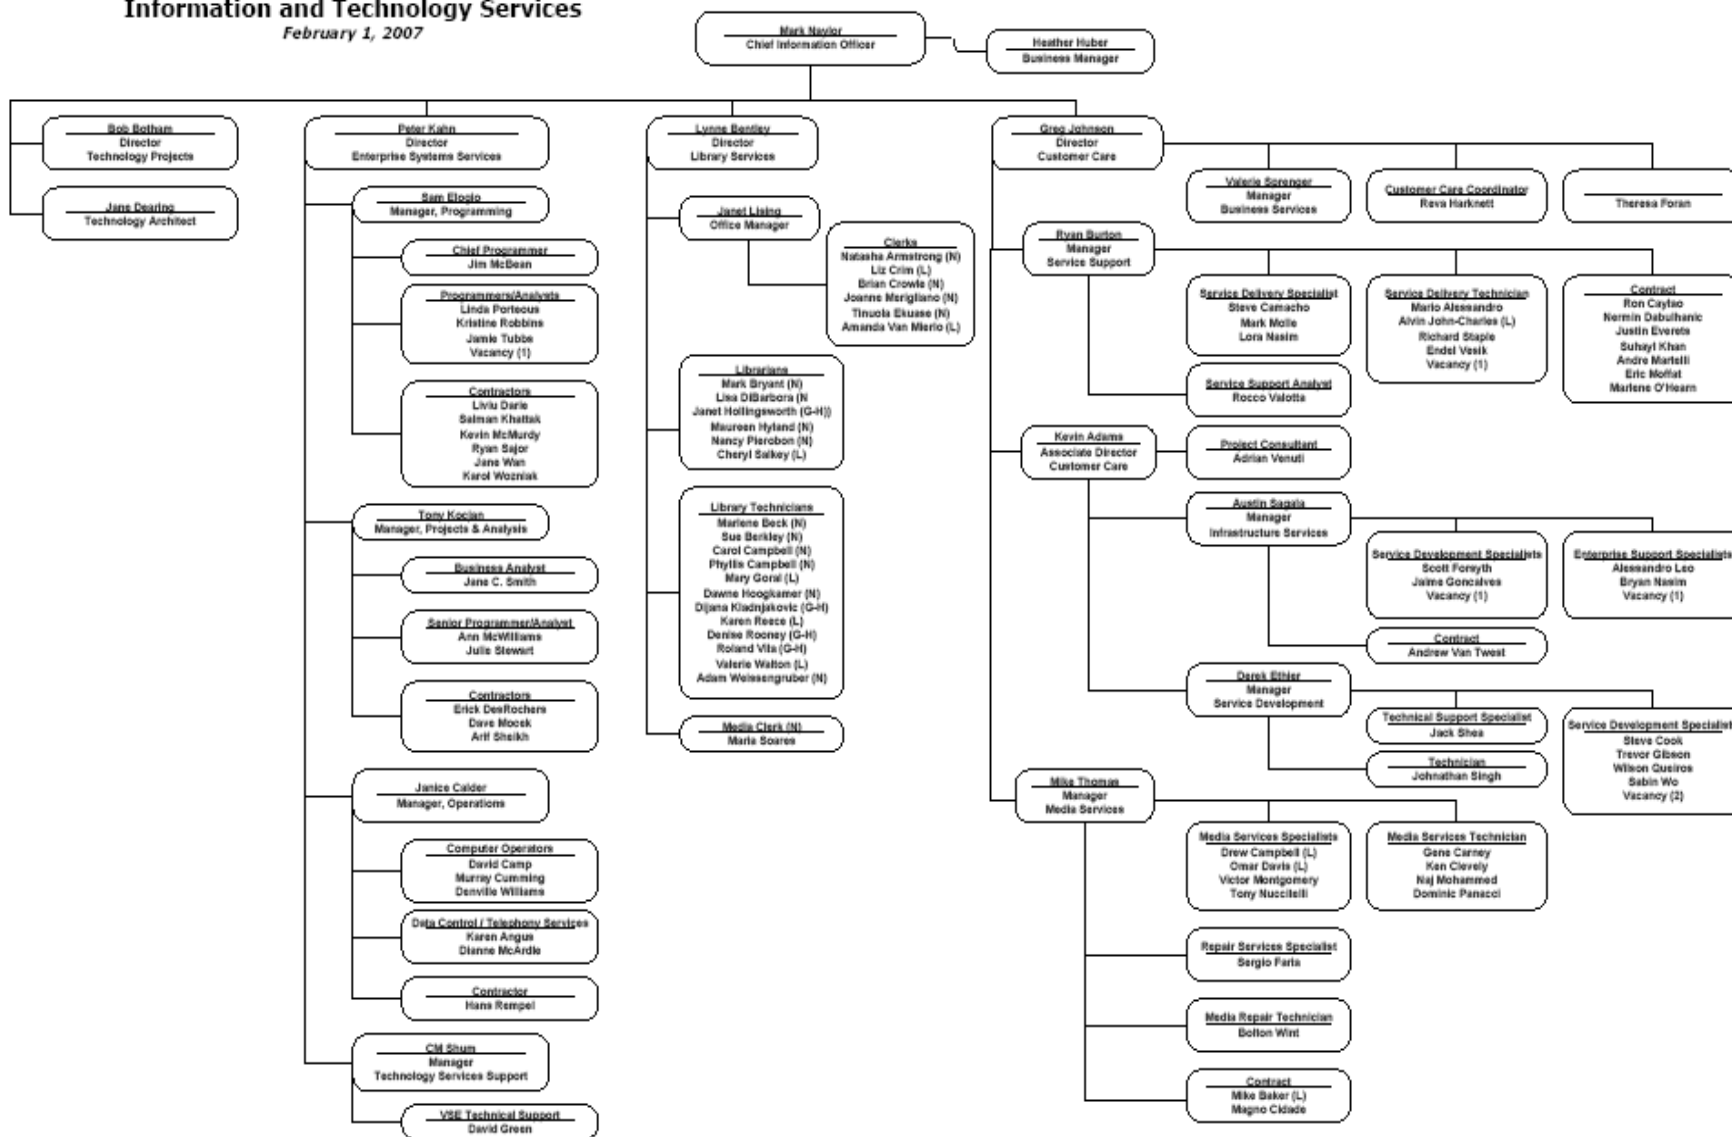 Information and Technology Services
February 1, 2007
Mark Naylor
Chief Information Officer
Heather Huber
Business Manager
Bob Botham
Director
Technology Projects
Jane Dearing
Technology Architect
Peter Kahn
Director
Enterprise Systems Services
Sam Elogio
Manager, Programming
Chief Programmer
Jim McBean
Programmers/Analysts
Linda Porteous
Kristine Robbins
Jamie Tubbs
Vacancy (1)
Contractors
Liviu Darie
Salman Khattak
Kevin McMurdy
Ryan Sajor
Jane Wan
Karol Wozniak
Tony Kocjan
Manager, Projects & Analysis
Business Analyst
Jane C. Smith
Senior Programmer/Analyst
Ann McWilliams
Julie Stewart
Contractors
Erick DesRochers
Dave Mocek
Arif Sheikh
Janice Calder
Manager, Operations
Computer Operators
David Camp
Murray Cumming
Denville Williams
Data Control / Telephony Services
Karen Angus
Dianne McArdle
Contractor
Hans Rempel
CM Shum
Manager
Technology Services Support
VSE Technical Support
David Green
Lynne Bentley
Director
Library Services
Janet Lising
Office Manager
Clerks
Natasha Armstrong (N)
Liz Crim (L)
Brian Crowle (N)
Joanne Merigliano (N)
Tinuola Ekuase (N)
Amanda Van Mierlo (L)
Librarians
Mark Bryant (N)
Lisa DiBarbora (N
Janet Hollingsworth (G-H))
Maureen Hyland (N)
Nancy Pierobon (N)
Cheryl Salkey (L)
Library Technicians
Marlene Beck (N)
Sue Berkley (N)
Carol Campbell (N)
Phyllis Campbell (N)
Mary Goral (L)
Dawne Hoogkamer (N)
Dijana Kladnjakovic (G-H)
Karen Reece (L)
Denise Rooney (G-H)
Roland Vila (G-H)
Valerie Walton (L)
Adam Weissengruber (N)
Media Clerk (N)
Maria Soares
Greg Johnson
Director
Customer Care
Valerie Sprenger
Manager
Business Services
Customer Care Coordinator
Reva Harknett
Theresa Foran
Ryan Burton
Manager
Service Support
Service Delivery Specialist
Steve Camacho
Mark Molle
Lora Nasim
Service Delivery Technician
Mario Alessandro
Alvin John-Charles (L)
Richard Staple
Endel Vesik
Vacancy (1)
Contract
Ron Caylao
Nermin Dabulhanic
Justin Everets
Suhayl Khan
Andre Martelli
Eric Moffat
Marlene O'Hearn
Service Support Analyst
Rocco Valotta
Kevin Adams
Associate Director
Customer Care
Project Consultant
Adrian Venuti
Austin Sagala
Manager
Infrastructure Services
Service Development Specialists
Scott Forsyth
Jaime Goncalves
Vacancy (1)
Enterprise Support Specialists
Alessandro Leo
Bryan Nasim
Vacancy (1)
Contract
Andrew Van Twest
Derek Ethier
Manager
Service Development
Technical Support Specialist
Jack Shea
Technician
Johnathan Singh
Service Development Specialist
Steve Cook
Trevor Gibson
Wilson Queiros
Sabin Wo
Vacancy (2)
Mike Thomas
Manager
Media Services
Media Services Specialists
Drew Campbell (L)
Omar Davis (L)
Victor Montgomery
Tony Nuccitelli
Media Services Technician
Gene Carney
Ken Clevely
Naj Mohammed
Dominic Panacci
Repair Services Specialist
Sergio Faria
Media Repair Technician
Bolton Wint
Contract
Mike Baker (L)
Magno Cidade